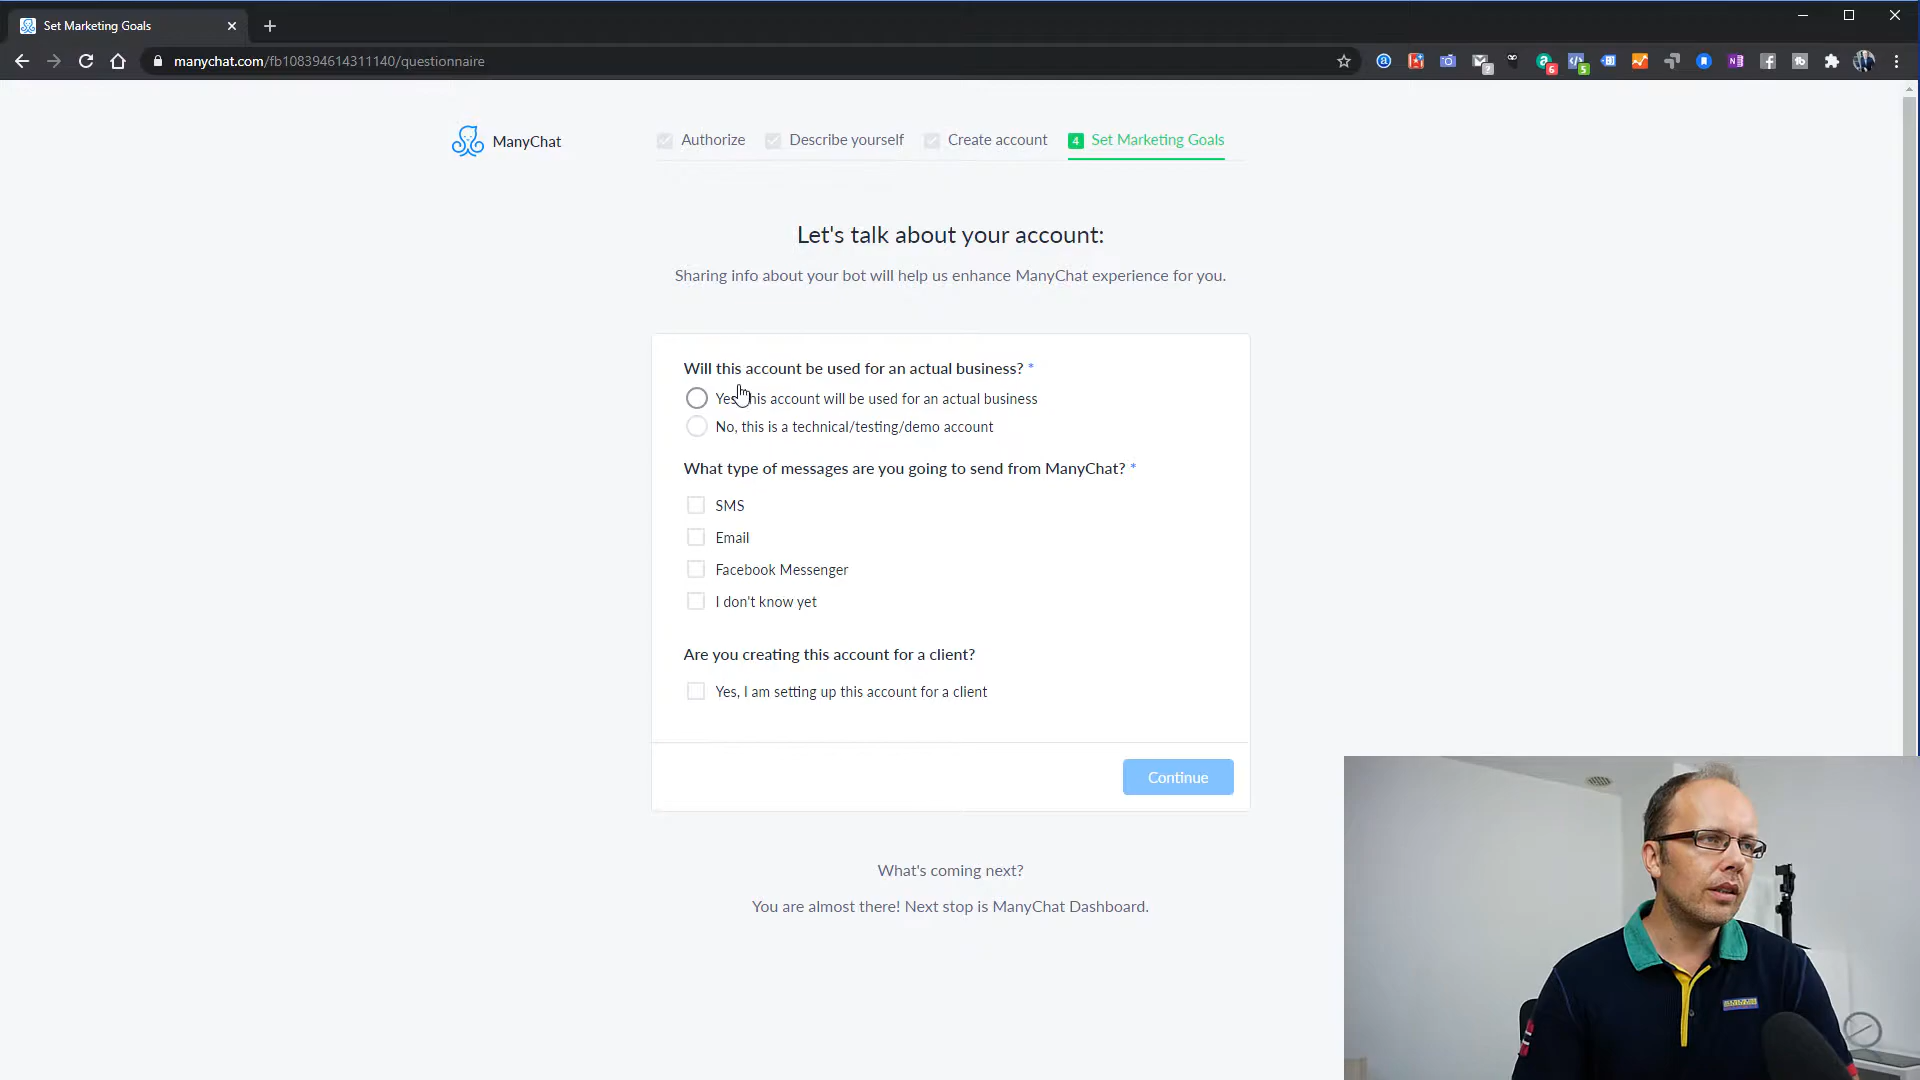 Set Marketing Goals
manychat.com/fb108394614311140/questionnaire
ManyChat
Authorize
Describe yourself
Create account
4 Set Marketing Goals
Let's talk about your account:
Sharing info about your bot will help us enhance ManyChat experience for you.
Will this account be used for an actual business? *
Yes, this account will be used for an actual business
No, this is a technical/testing/demo account
What type of messages are you going to send from ManyChat? *
SMS
Email
Facebook Messenger
I don't know yet
Are you creating this account for a client?
Yes, I am setting up this account for a client
Continue
What's coming next?
You are almost there! Next stop is ManyChat Dashboard.